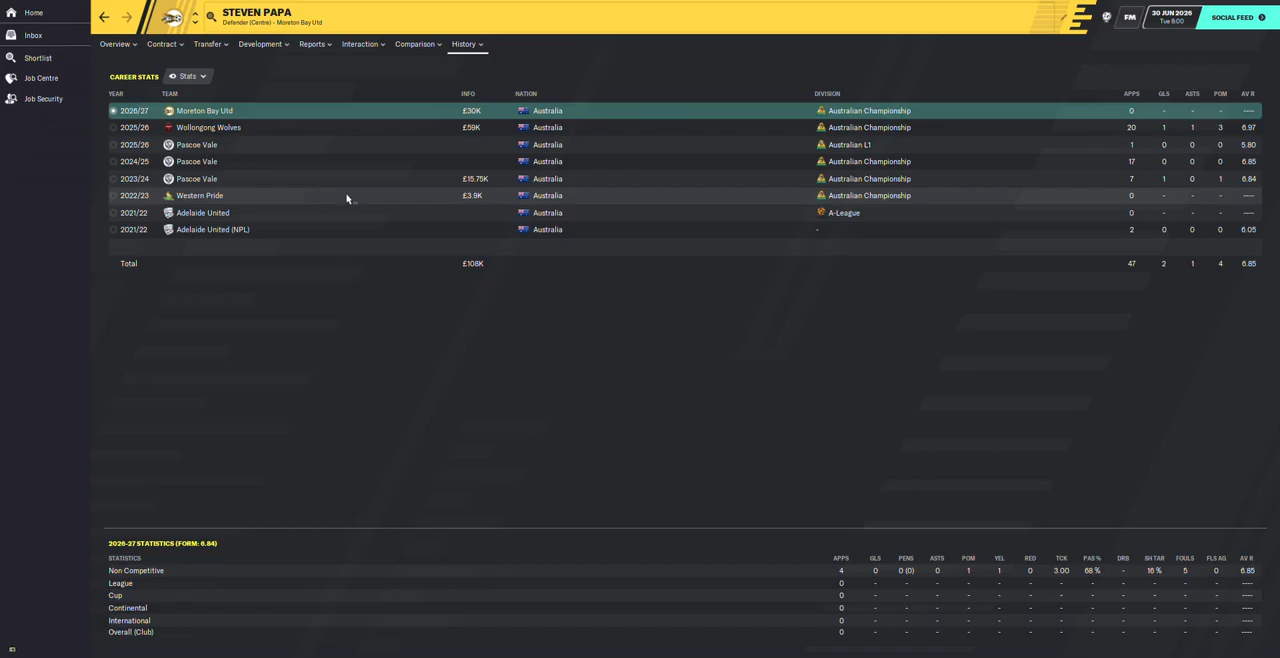 Home
Inbox
Shortlist
Job Centre
Job Security
STEVEN PAPA
Defender (Centre) - Moreton Bay Utd
FM
30 JUN 2026
Tue 8:00
SOCIAL FEED
Overview Contract Transfer Development Reports Interaction Comparison History
CAREER STATS Stats
YEAR TEAM INFO NATION DIVISION APPS GLS ASTS POM AV R
2026/27 Moreton Bay Utd £30K Australia Australian Championship 0 - - - ----
2025/26 Wollongong Wolves £59K Australia Australian Championship 20 1 1 3 6.97
2025/26 Pascoe Vale Australia Australian L1 1 0 0 0 5.80
2024/25 Pascoe Vale Australia Australian Championship 17 0 0 0 6.85
2023/24 Pascoe Vale £15.75K Australia Australian Championship 7 1 0 1 6.84
2022/23 Western Pride £3.9K Australia Australian Championship 0 - - - ----
2021/22 Adelaide United Australia A-League 0 - - - ----
2021/22 Adelaide United (NPL) Australia - 2 0 0 0 6.05
Total £108K 47 2 1 4 6.85
2026-27 STATISTICS (FORM: 6.84)
STATISTICS APPS GLS PENS ASTS POM YEL RED TCK PAS % DRB SH TAR FOULS FLS AG AV R
Non Competitive 4 0 0 (0) 0 1 1 0 3.00 68 % - 16 % 5 0 6.85
League 0 - - - - - - - - - - - - ----
Cup 0 - - - - - - - - - - - - ----
Continental 0 - - - - - - - - - - - - ----
International 0 - - - - - - - - - - - - ----
Overall (Club) 0 - - - - - - - - - - - - ----